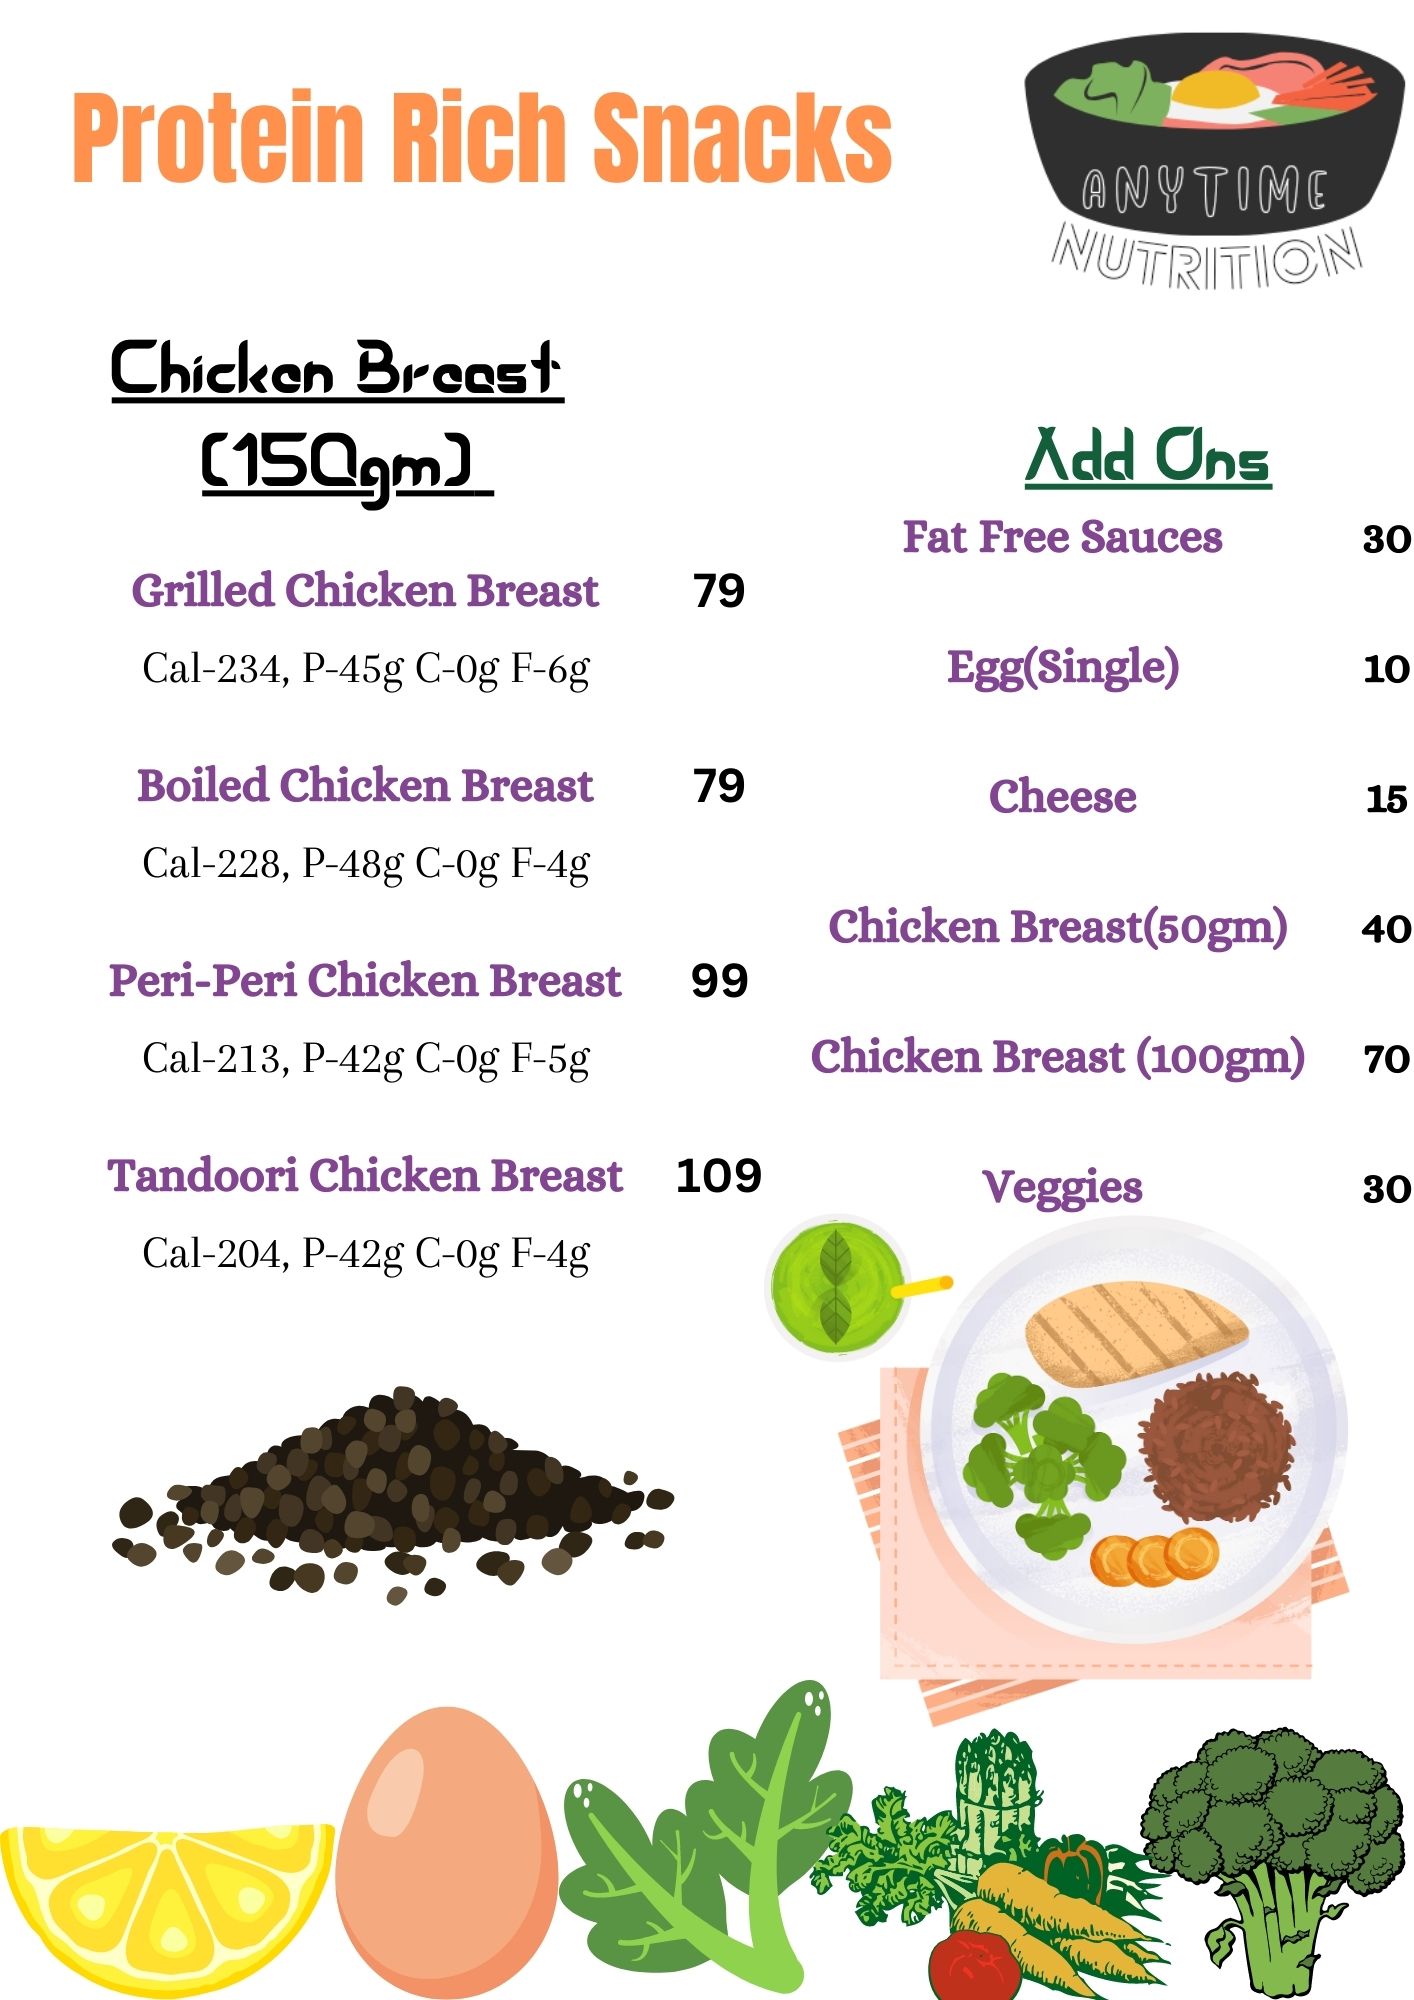 Protein Rich Snacks
ANYTIME
NUTRITION
Chicken Breast
(150gm)
Grilled Chicken Breast 79
Cal-234, P-45g C-0g F-6g
Boiled Chicken Breast 79
Cal-228, P-48g C-0g F-4g
Peri-Peri Chicken Breast 99
Cal-213, P-42g C-0g F-5g
Tandoori Chicken Breast 109
Cal-204, P-42g C-0g F-4g
Add Ons
Fat Free Sauces 30
Egg(Single) 10
Cheese 15
Chicken Breast(50gm) 40
Chicken Breast (100gm) 70
Veggies 30